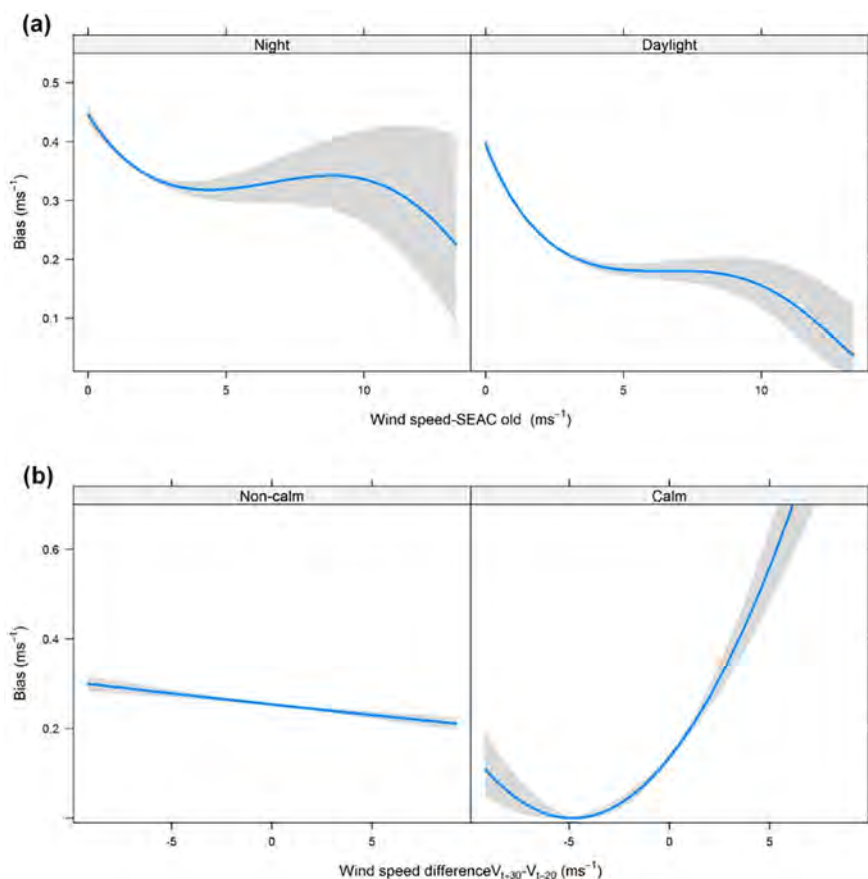 (a)
Night Daylight
0.5
0.4
0.3
0.2
0.1
Bias (ms⁻¹)
0 5 10 0 5 10
Wind speed-SEAC old (ms⁻¹)
(b)
Non-calm Calm
0.6
0.4
0.2
Bias (ms⁻¹)
-5 0 5 -5 0 5
Wind speed differenceVₜ₊₃₀-Vₜ₋₂₀ (ms⁻¹)